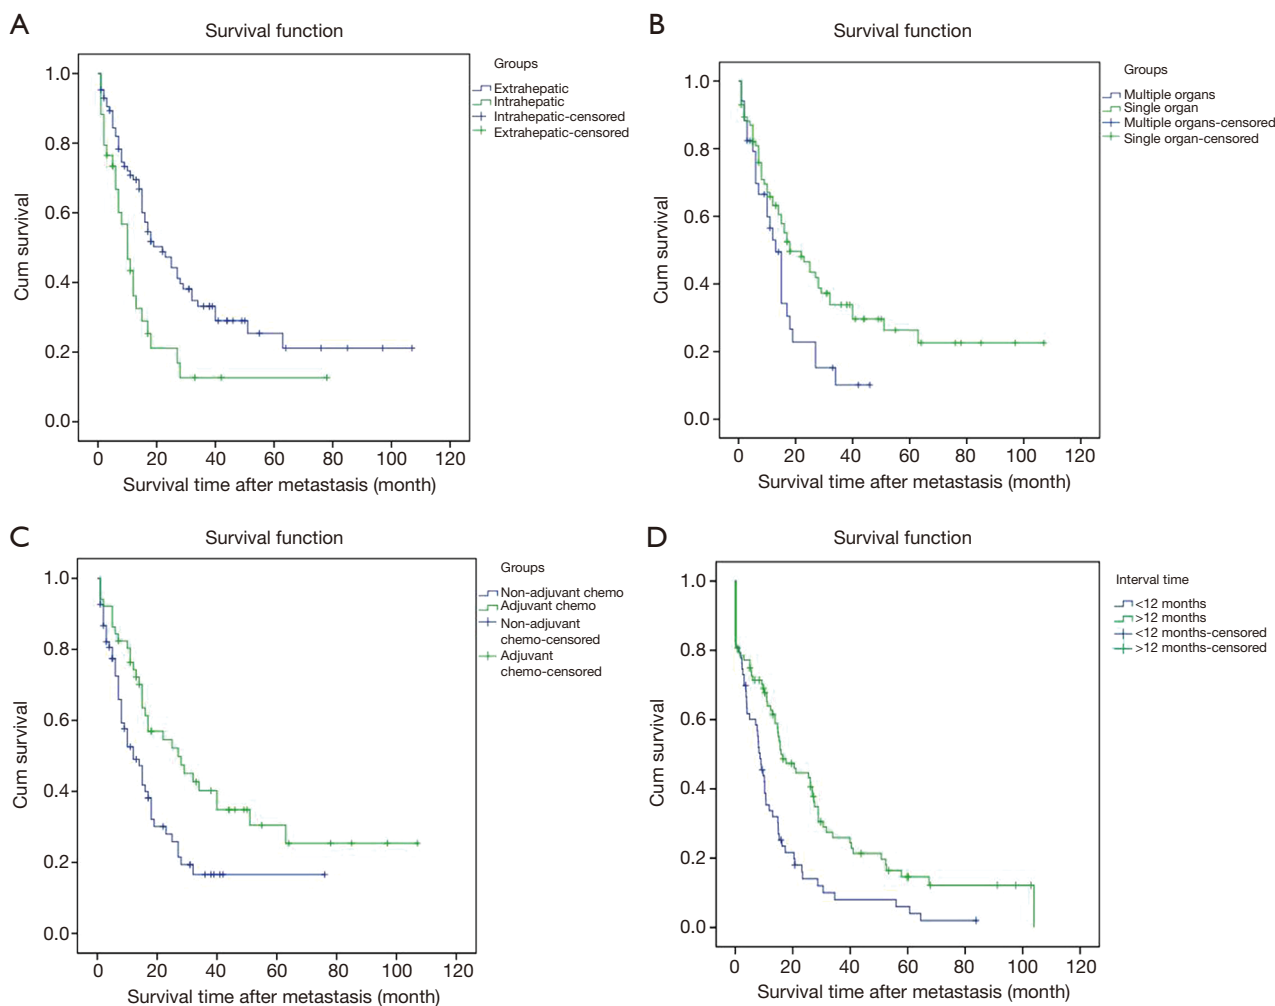 A
Survival function
Groups
Extrahepatic
Intrahepatic
Intrahepatic-censored
Extrahepatic-censored
Cum survival
1.0
0.8
0.6
0.4
0.2
0.0
0 20 40 60 80 100 120
Survival time after metastasis (month)
B
Survival function
Groups
Multiple organs
Single organ
Multiple organs-censored
Single organ-censored
Cum survival
1.0
0.8
0.6
0.4
0.2
0.0
0 20 40 60 80 100 120
Survival time after metastasis (month)
C
Survival function
Groups
Non-adjuvant chemo
Adjuvant chemo
Non-adjuvant
chemo-censored
Adjuvant
chemo-censored
Cum survival
1.0
0.8
0.6
0.4
0.2
0.0
0 20 40 60 80 100 120
Survival time after metastasis (month)
D
Survival function
Interval time
<12 months
>12 months
<12 months-censored
>12 months-censored
Cum survival
1.0
0.8
0.6
0.4
0.2
0.0
0 20 40 60 80 100 120
Survival time after metastasis (month)